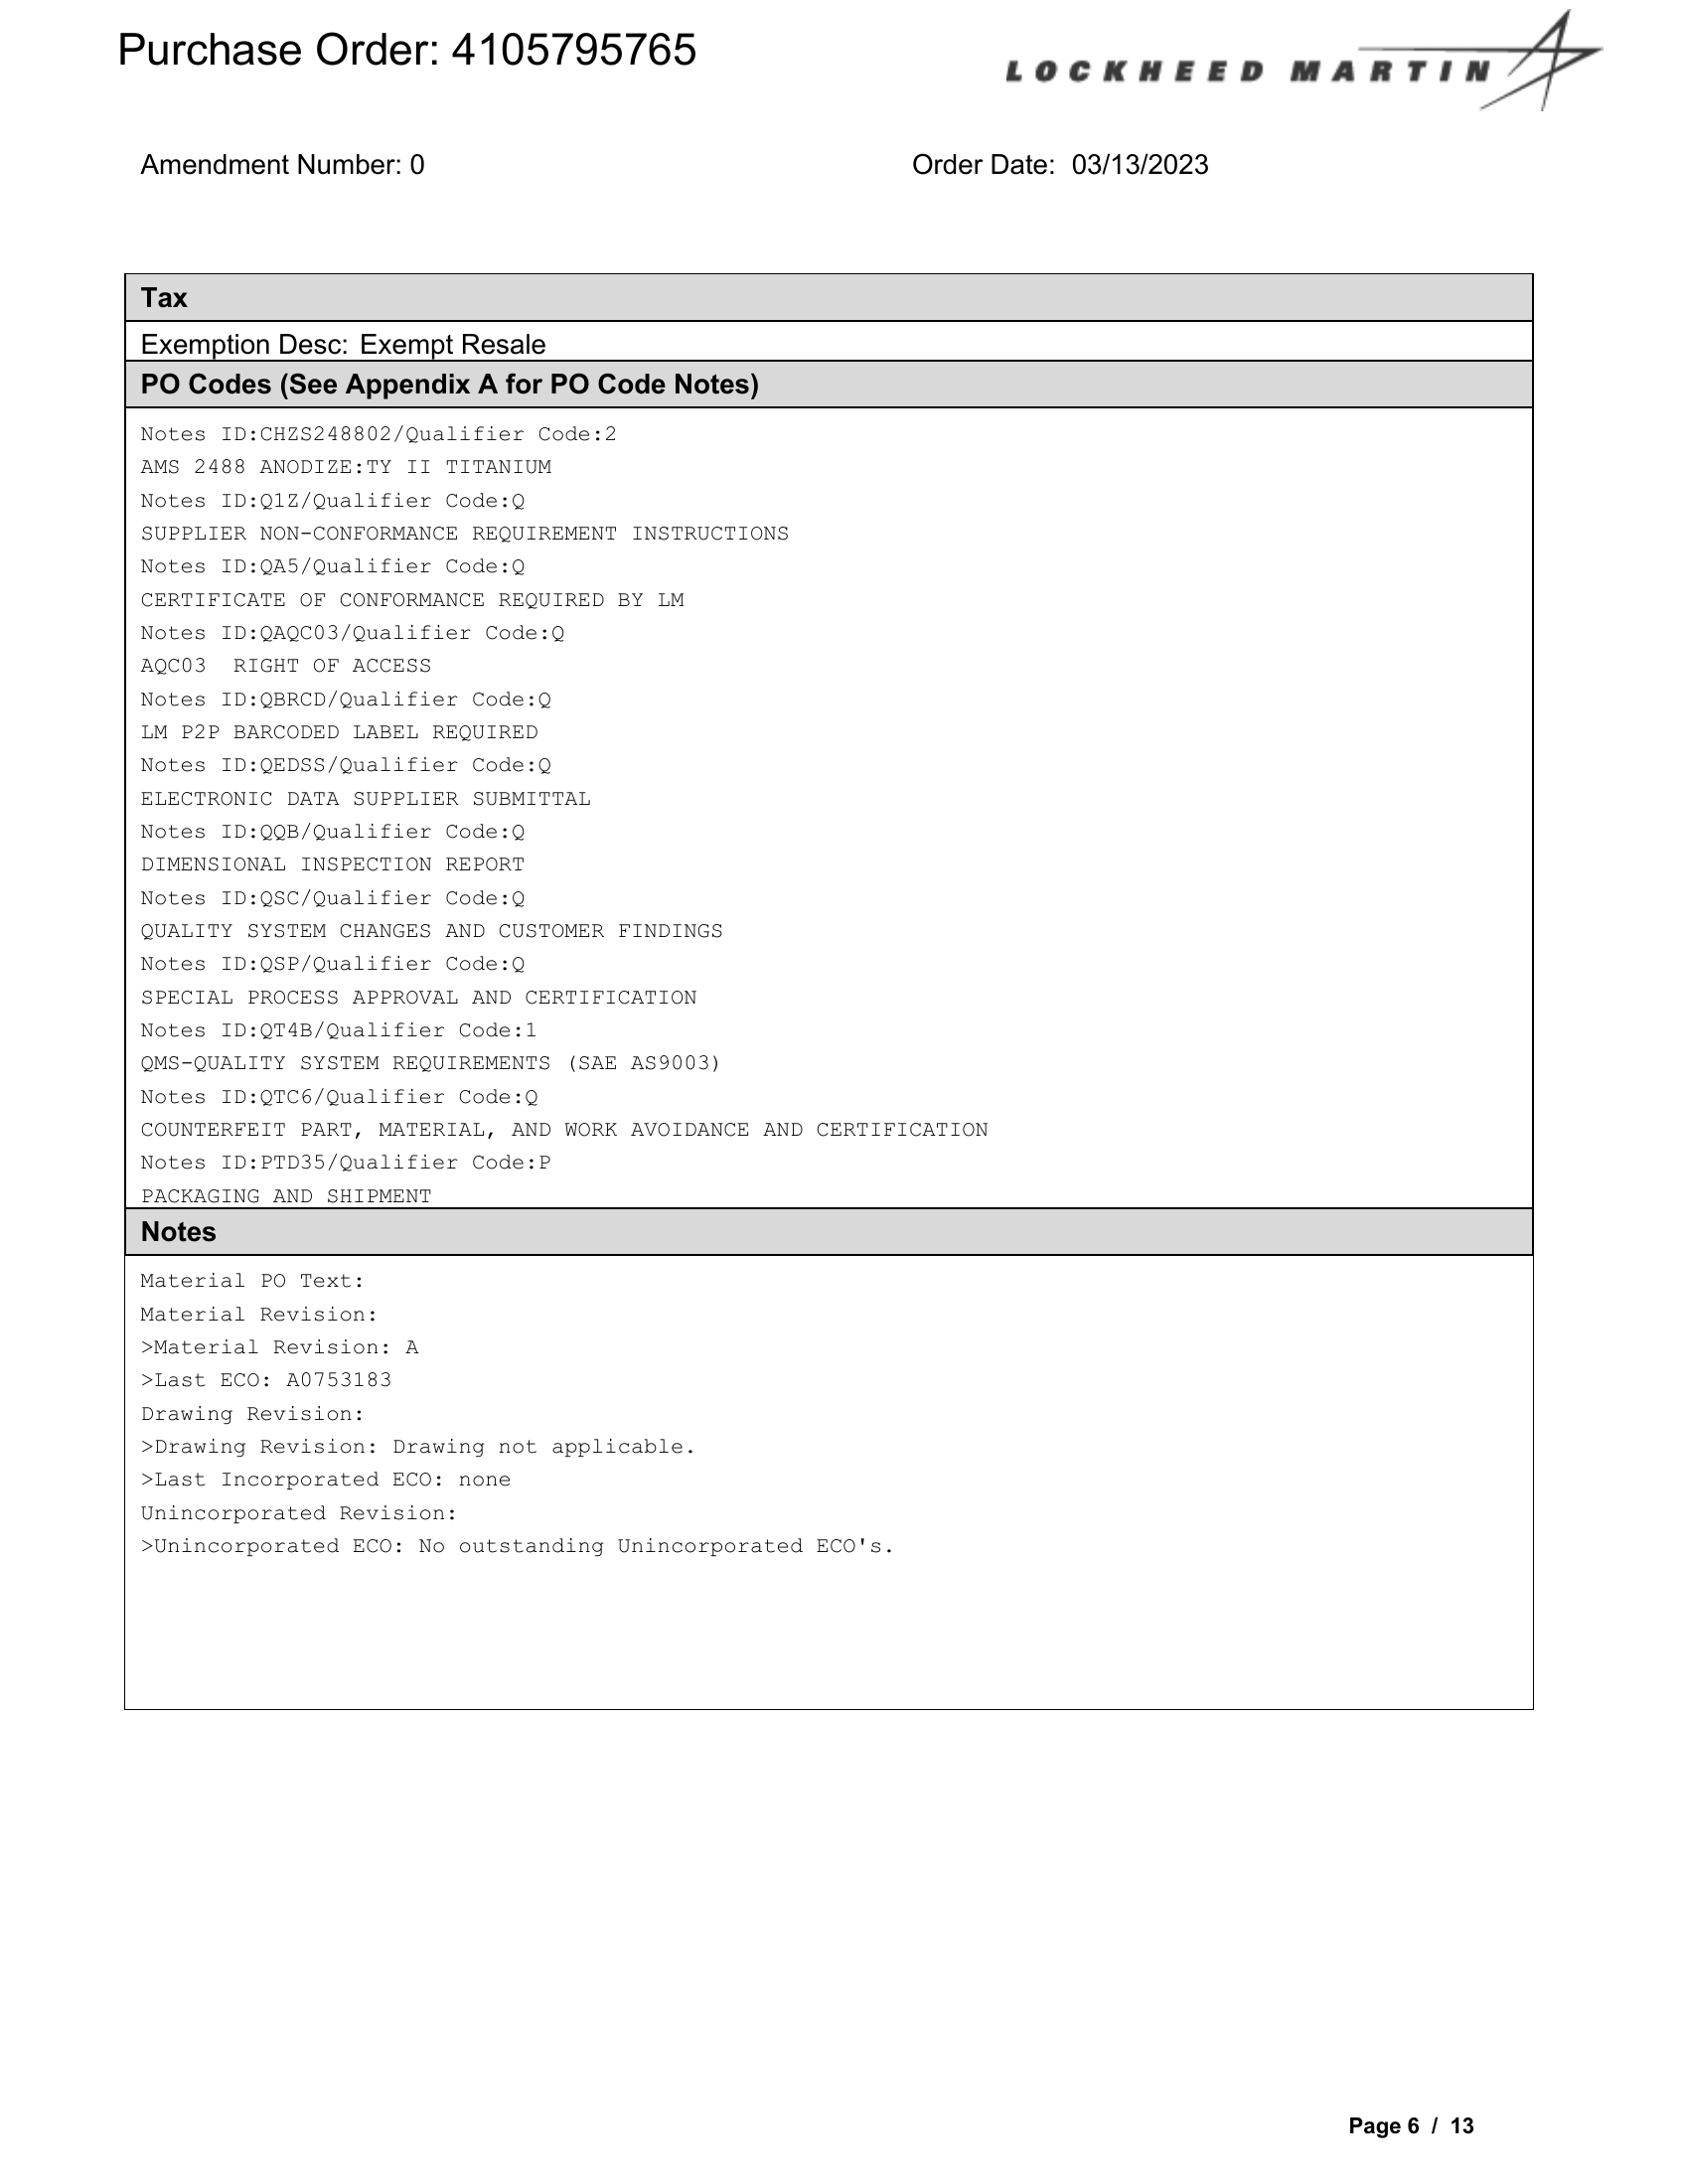 Purchase Order: 4105795765
LOCKHEED MARTIN
Amendment Number: 0
Order Date: 03/13/2023
Tax
Exemption Desc: Exempt Resale
PO Codes (See Appendix A for PO Code Notes)
Notes ID:CHZS248802/Qualifier Code:2
AMS 2488 ANODIZE:TY II TITANIUM
Notes ID:Q1Z/Qualifier Code:Q
SUPPLIER NON-CONFORMANCE REQUIREMENT INSTRUCTIONS
Notes ID:QA5/Qualifier Code:Q
CERTIFICATE OF CONFORMANCE REQUIRED BY LM
Notes ID:QAQC03/Qualifier Code:Q
AQC03  RIGHT OF ACCESS
Notes ID:QBRCD/Qualifier Code:Q
LM P2P BARCODED LABEL REQUIRED
Notes ID:QEDSS/Qualifier Code:Q
ELECTRONIC DATA SUPPLIER SUBMITTAL
Notes ID:QQB/Qualifier Code:Q
DIMENSIONAL INSPECTION REPORT
Notes ID:QSC/Qualifier Code:Q
QUALITY SYSTEM CHANGES AND CUSTOMER FINDINGS
Notes ID:QSP/Qualifier Code:Q
SPECIAL PROCESS APPROVAL AND CERTIFICATION
Notes ID:QT4B/Qualifier Code:1
QMS-QUALITY SYSTEM REQUIREMENTS (SAE AS9003)
Notes ID:QTC6/Qualifier Code:Q
COUNTERFEIT PART, MATERIAL, AND WORK AVOIDANCE AND CERTIFICATION
Notes ID:PTD35/Qualifier Code:P
PACKAGING AND SHIPMENT
Notes
Material PO Text:
Material Revision:
>Material Revision: A
>Last ECO: A0753183
Drawing Revision:
>Drawing Revision: Drawing not applicable.
>Last Incorporated ECO: none
Unincorporated Revision:
>Unincorporated ECO: No outstanding Unincorporated ECO's.
Page 6 / 13